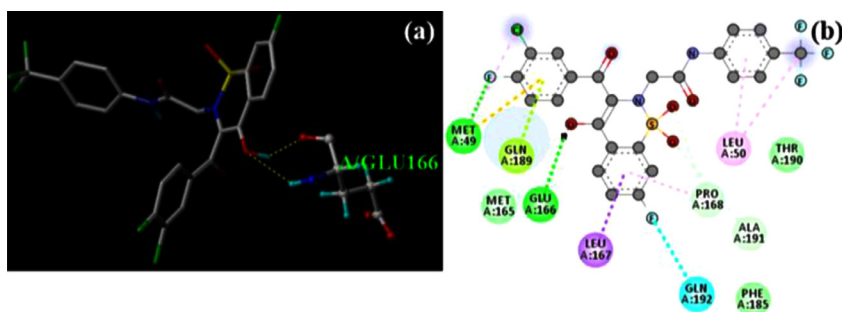 (a)
A/GLU166
(b)
F
F
F
F
N
N
O
O
O
O
O
S
F
MET
A:49
GLN
A:189
LEU
A:50
THR
A:190
MET
A:165
GLU
A:166
PRO
A:168
ALA
A:191
LEU
A:167
GLN
A:192
PHE
A:185